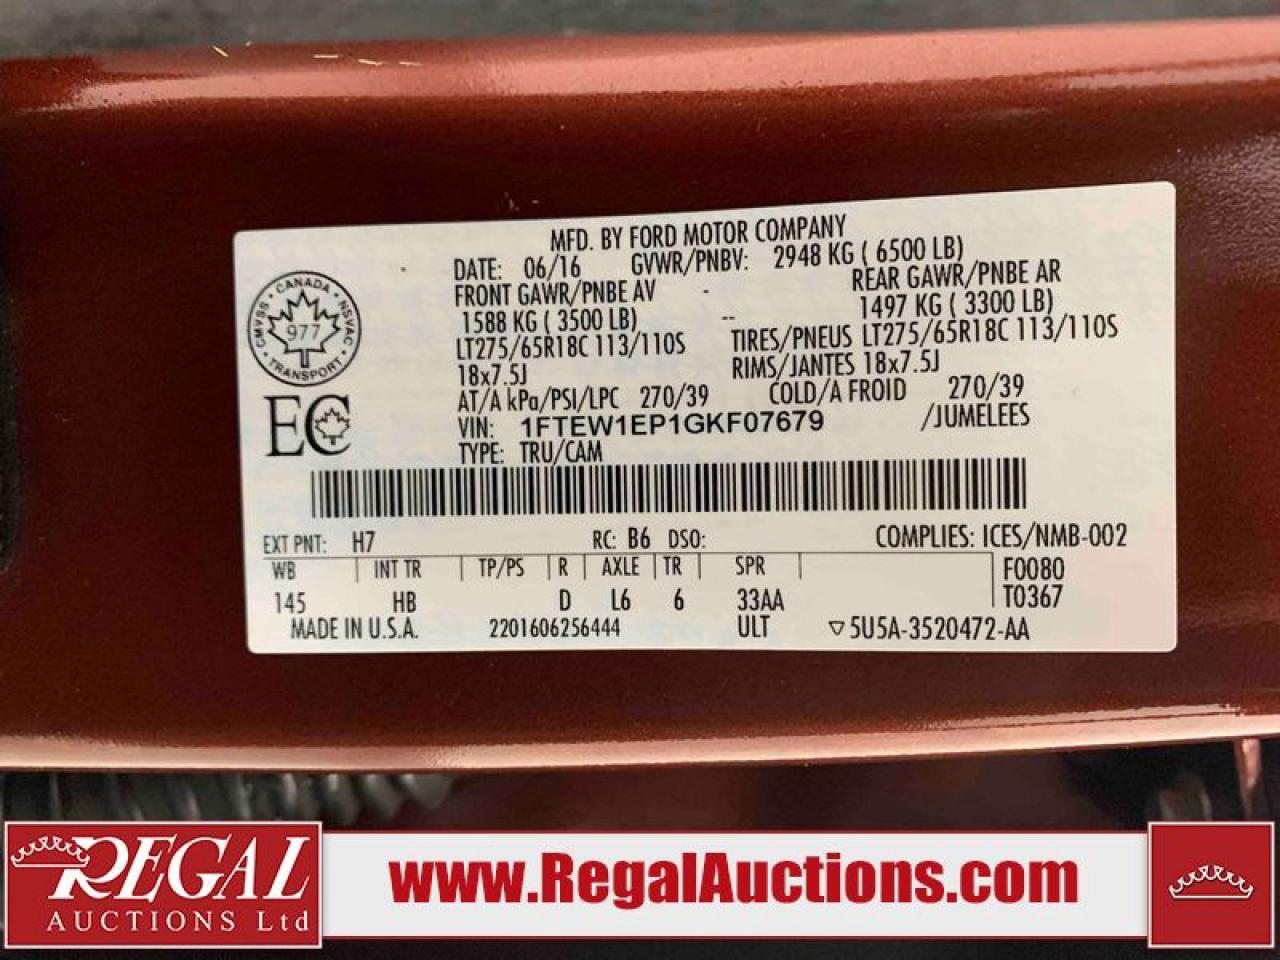 MFD. BY FORD MOTOR COMPANY
DATE: 06/16 GVWR/PNBV: 2948 KG ( 6500 LB)
FRONT GAWR/PNBE AV - REAR GAWR/PNBE AR
1588 KG ( 3500 LB) -- 1497 KG ( 3300 LB)
LT275/65R18C 113/110S TIRES/PNEUS LT275/65R18C 113/110S
18x7.5J RIMS/JANTES 18x7.5J
AT/A kPa/PSI/LPC 270/39 COLD/A FROID 270/39
VIN: 1FTEW1EP1GKF07679 /JUMELEES
TYPE: TRU/CAM
CANADA
CMVSS · NSVAC
977
TRANSPORT
EC
EXT PNT: H7 RC: B6 DSO: COMPLIES: ICES/NMB-002
WB INT TR TP/PS R AXLE TR SPR F0080
145 HB D L6 6 33AA T0367
MADE IN U.S.A. 2201606256444 ULT ▽5U5A-3520472-AA
REGAL
AUCTIONS Ltd
www.RegalAuctions.com